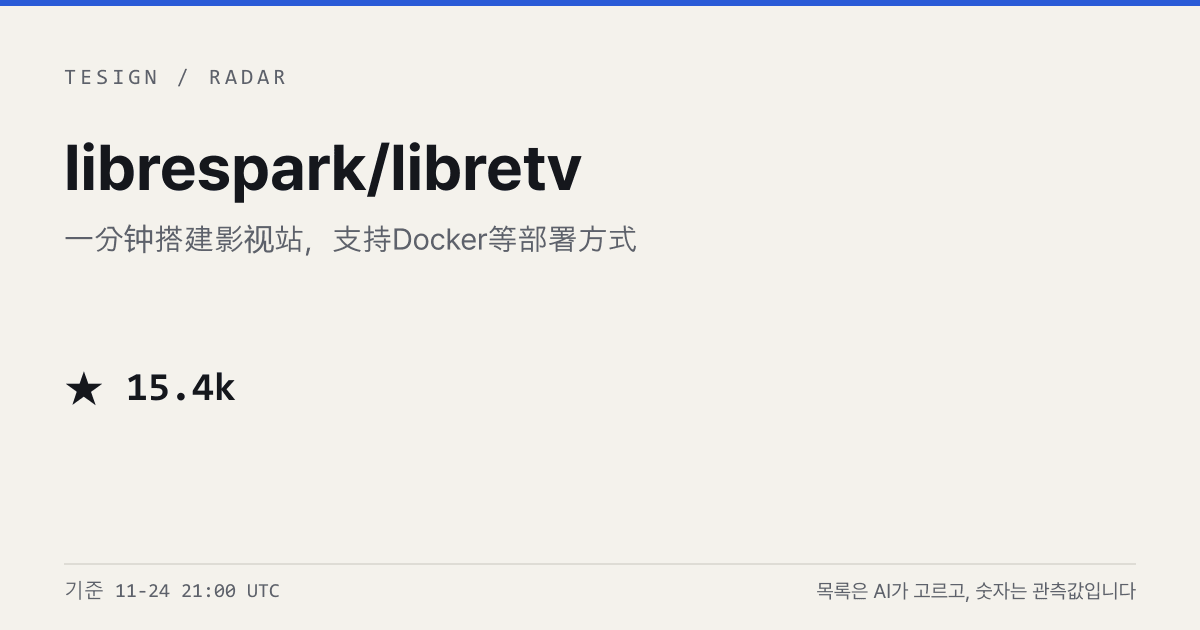 TESIGN / RADAR
librespark/libretv
一分钟搭建影视站，支持Docker等部署方式
★ 15.4k
기준 11-24 21:00 UTC
목록은 AI가 고르고, 숫자는 관측값입니다